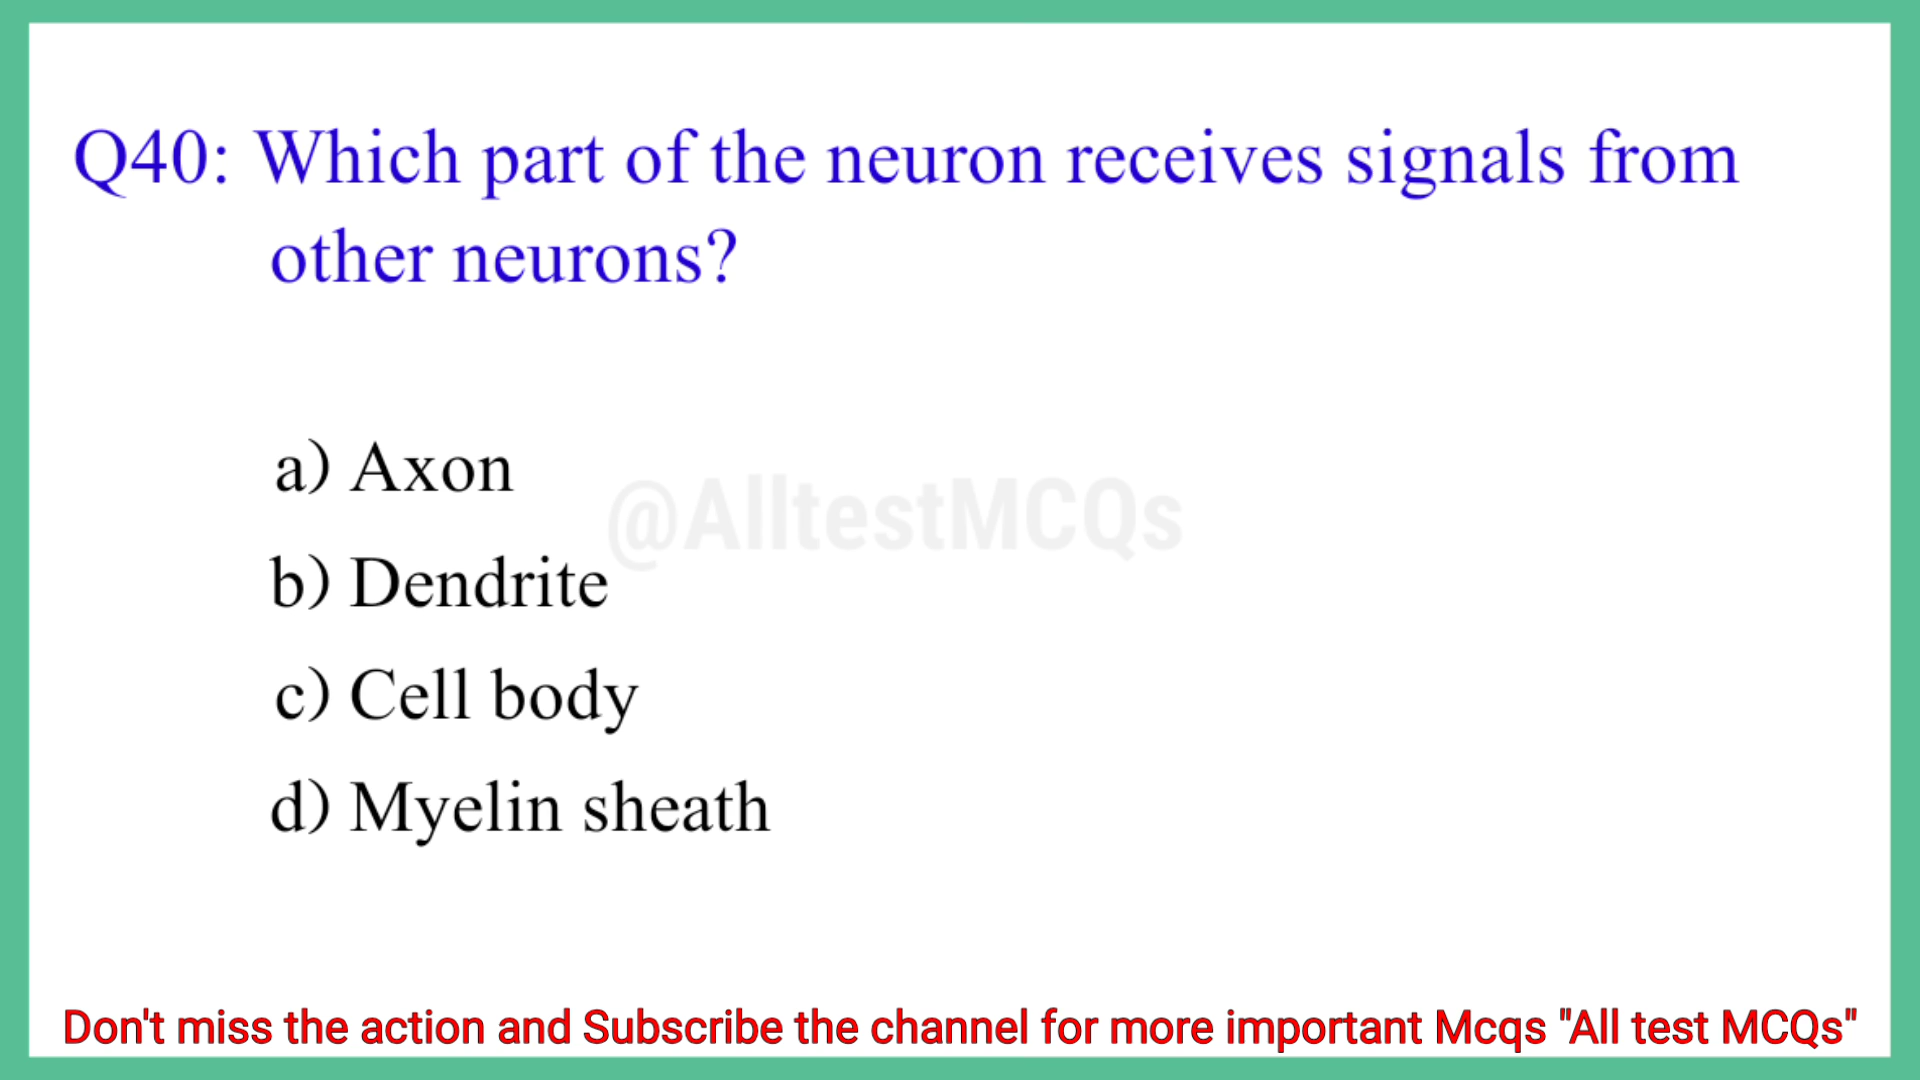 Q40: Which part of the neuron receives signals from
other neurons?
a) Axon
@AlltestMCQs
b) Dendrite
c) Cell body
d) Myelin sheath
Don't miss the action and Subscribe the channel for more important Mcqs "All test MCQs"